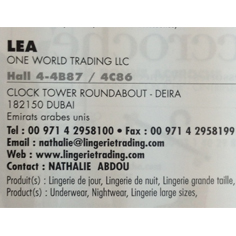 LEA
ONE WORLD TRADING LLC
Hall 4-4B87 / 4C86
CLOCK TOWER ROUNDABOUT - DEIRA
182150 DUBAI
Emirats arabes unis
Tel : 00 971 4 2958100 - Fax : 00 971 4 2958199
Email : nathalie@lingerietrading.com
Web : www.lingerietrading.com
Contact : NATHALIE ABDOU
Produit(s) : Lingerie de jour, Lingerie de nuit, Lingerie grande taille,
Product(s) : Underwear, Nightwear, Lingerie large sizes,